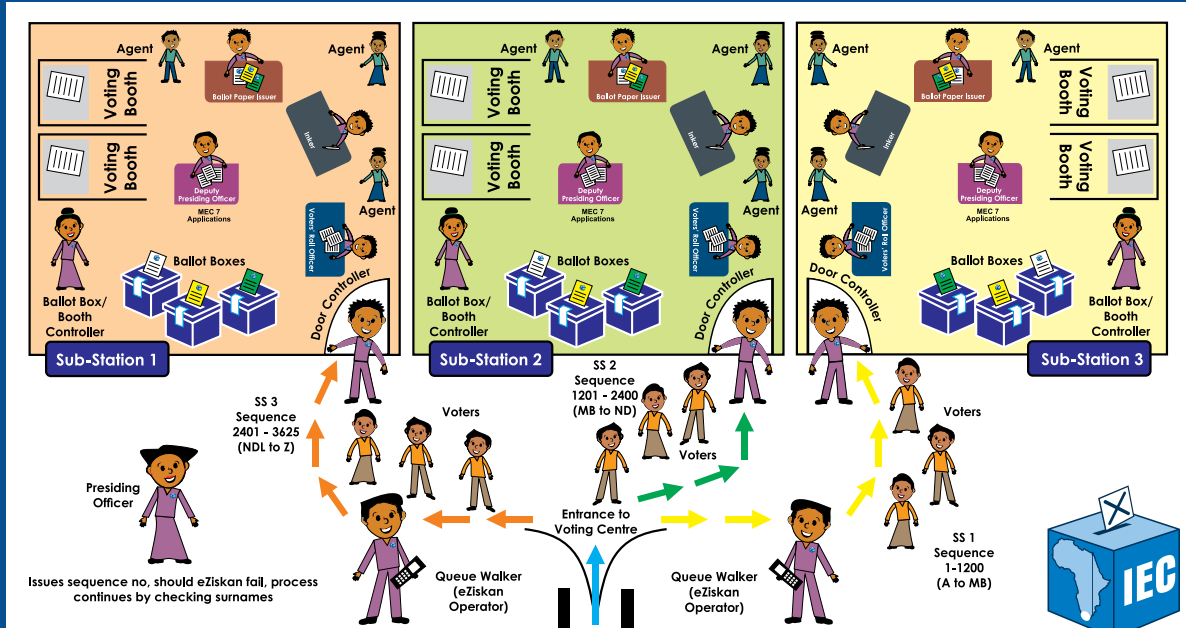 Agent
Ballot Paper Issuer
Agent
Voting
Booth
Inker
Voting
Booth
Deputy
Presiding Officer
MEC 7
Applications
Agent
Voters' Roll Officer
Ballot Boxes
Ballot Box/
Booth
Controller
Door Controller
Sub-Station 1
Agent
Ballot Paper Issuer
Agent
Voting
Booth
Inker
Voting
Booth
Deputy
Presiding Officer
MEC 7
Applications
Agent
Voters' Roll Officer
Ballot Boxes
Ballot Box/
Booth
Controller
Door Controller
Sub-Station 2
Agent
Ballot Paper Issuer
Agent
Voting
Booth
Inker
Voting
Booth
Deputy
Presiding Officer
MEC 7
Applications
Agent
Voters' Roll Officer
Ballot Boxes
Door Controller
Ballot Box/
Booth
Controller
Sub-Station 3
SS 3
Sequence
2401 - 3625
(NDL to Z)
Voters
SS 2
Sequence
1201 - 2400
(MB to ND)
Voters
Voters
Presiding
Officer
Entrance to
Voting Centre
SS 1
Sequence
1-1200
(A to MB)
Issues sequence no, should eZiskan fail, process
continues by checking surnames
Queue Walker
(eZiskan
Operator)
Queue Walker
(eZiskan
Operator)
IEC